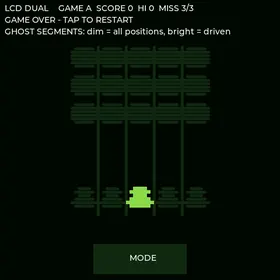 LCD DUAL GAME A SCORE 0 HI 0 MISS 3/3
GAME OVER - TAP TO RESTART
GHOST SEGMENTS: dim = all positions, bright = driven
MODE